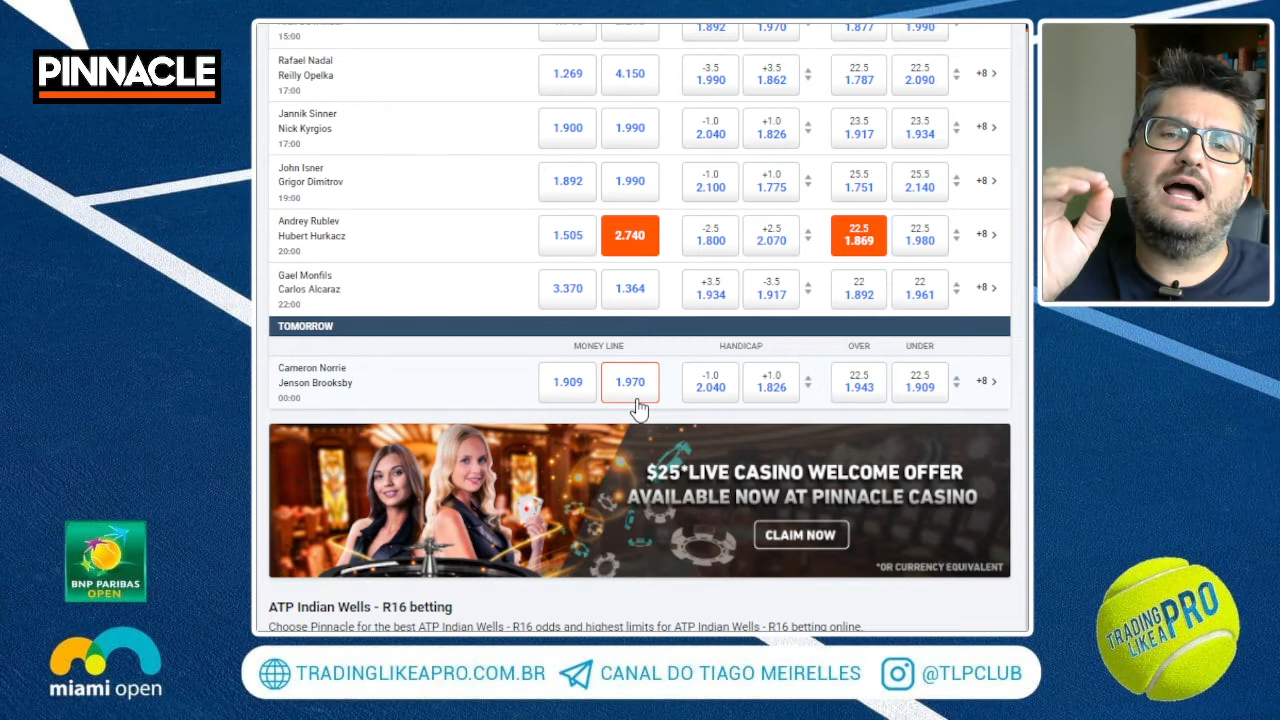 PINNACLE
15:00
1.892
1.970
1.877
1.990
Rafael Nadal
Reilly Opelka
17:00
1.269
4.150
-3.5
1.990
+3.5
1.862
22.5
1.787
22.5
2.090
+8
Jannik Sinner
Nick Kyrgios
17:00
1.900
1.990
-1.0
2.040
+1.0
1.826
23.5
1.917
23.5
1.934
+8
John Isner
Grigor Dimitrov
19:00
1.892
1.990
-1.0
2.100
+1.0
1.775
25.5
1.751
25.5
2.140
+8
Andrey Rublev
Hubert Hurkacz
20:00
1.505
2.740
-2.5
1.800
+2.5
2.070
22.5
1.869
22.5
1.980
+8
Gael Monfils
Carlos Alcaraz
22:00
3.370
1.364
+3.5
1.934
-3.5
1.917
22
1.892
22
1.961
+8
TOMORROW
MONEY LINE
HANDICAP
OVER
UNDER
Cameron Norrie
Jenson Brooksby
00:00
1.909
1.970
-1.0
2.040
+1.0
1.826
22.5
1.943
22.5
1.909
+8
$25*LIVE CASINO WELCOME OFFER
AVAILABLE NOW AT PINNACLE CASINO
CLAIM NOW
*OR CURRENCY EQUIVALENT
ATP Indian Wells - R16 betting
Choose Pinnacle for the best ATP Indian Wells - R16 odds and highest limits for ATP Indian Wells - R16 betting online.
BNP PARIBAS
OPEN
miami open
TRADING
LIKE A
PRO
TRADINGLIKEAPRO.COM.BR
CANAL DO TIAGO MEIRELLES
@TLPCLUB